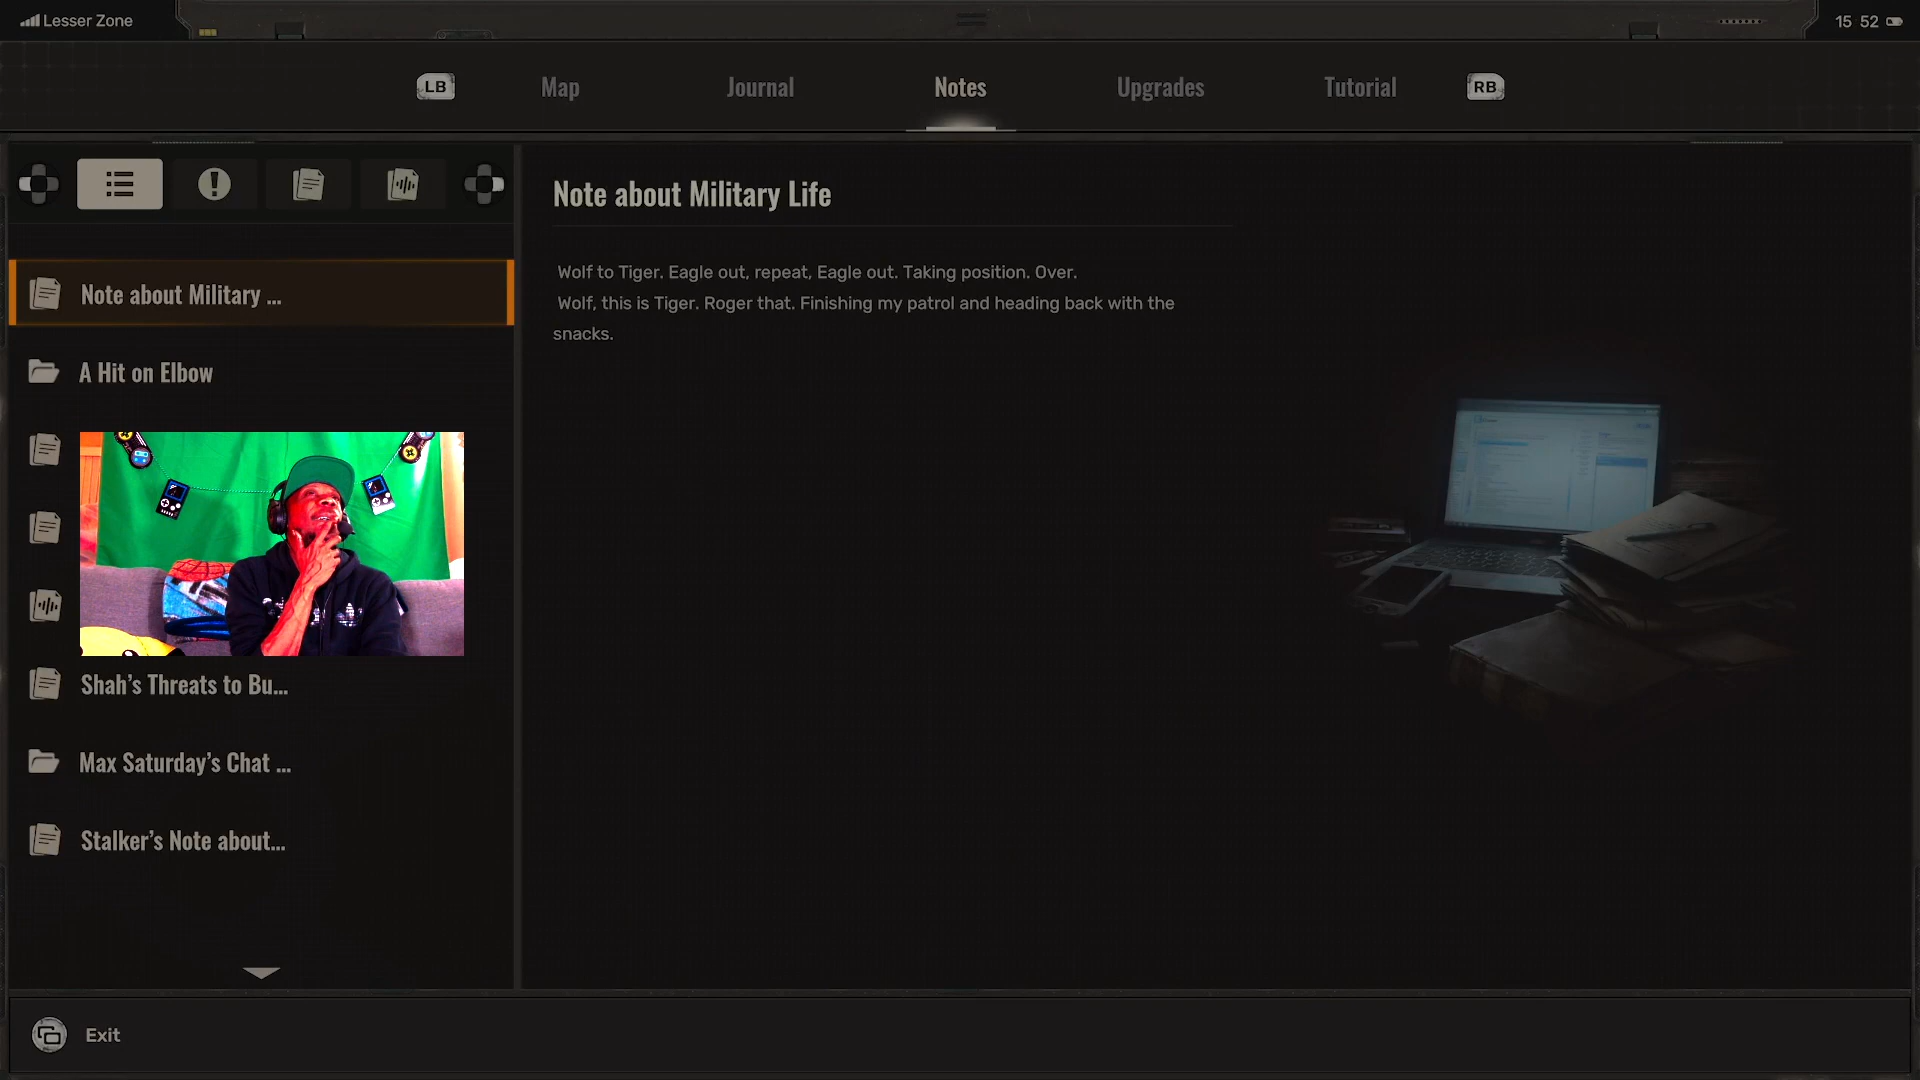 Lesser Zone
15 52
LB
Map
Journal
Notes
Upgrades
Tutorial
RB
Note about Military ...
A Hit on Elbow
Shah's Threats to Bu...
Max Saturday's Chat ...
Stalker's Note about...
Note about Military Life
Wolf to Tiger. Eagle out, repeat, Eagle out. Taking position. Over.
Wolf, this is Tiger. Roger that. Finishing my patrol and heading back with the
snacks.
Exit